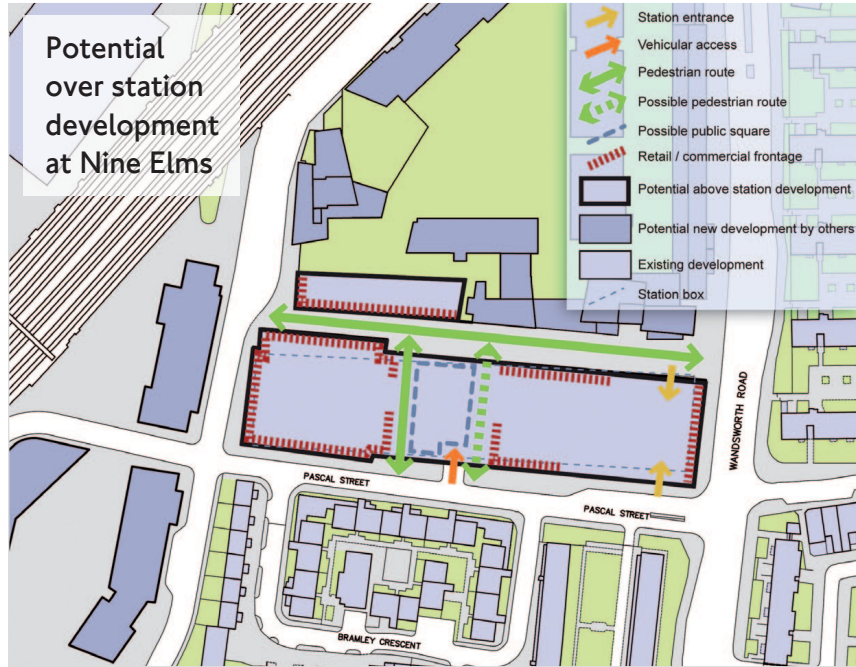 Potential
over station
development
at Nine Elms
Station entrance
Vehicular access
Pedestrian route
Possible pedestrian route
Possible public square
Retail / commercial frontage
Potential above station development
Potential new development by others
Existing development
Station box
WANDSWORTH ROAD
PASCAL STREET
PASCAL STREET
BRAMLEY CRESCENT